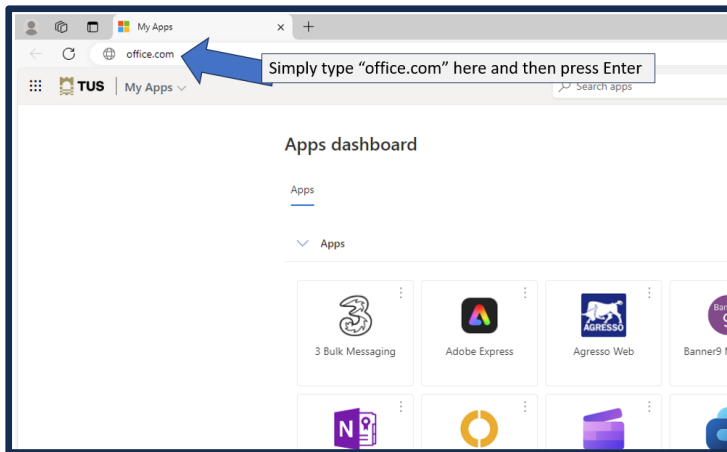 My Apps
office.com
Simply type “office.com” here and then press Enter
TUS My Apps
Search apps
Apps dashboard
Apps
Apps
3 Bulk Messaging
Adobe Express
AGRESSO
Agresso Web
Banner9
N